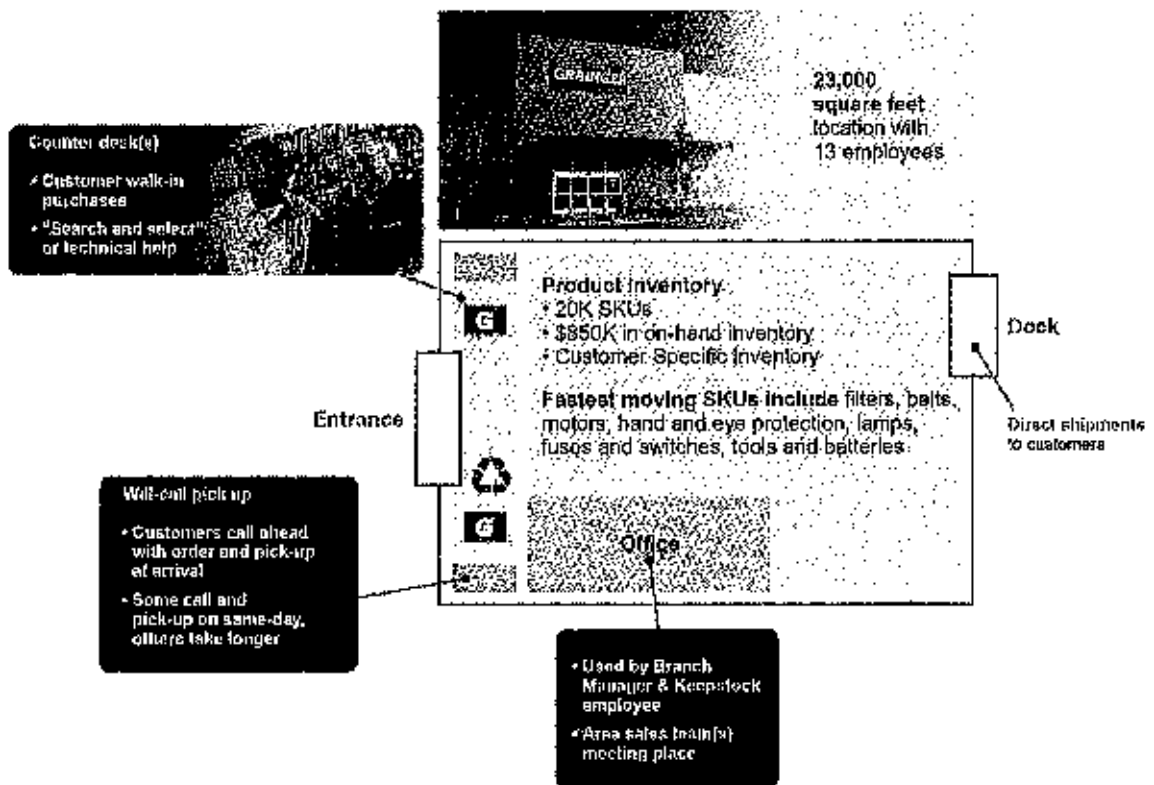 GRAINGER
23,000
square feet
location with
13 employees
Counter desk(s)
• Customer walk-in
purchases
• "Search and select"
or technical help
Product Inventory
• 20K SKUs
• $850K in on-hand inventory
• Customer Specific Inventory
Fastest moving SKUs include filters, belts,
motors, hand and eye protection, lamps,
fuses and switches, tools and batteries
G
Entrance
Dock
Direct shipments
to customers
Will-call pick up
• Customers call ahead
with order and pick-up
at arrival
• Some call and
pick-up on same-day,
others take longer
G
Office
• Used by Branch
Manager & Keepstock
employee
• Area sales team(s)
meeting place